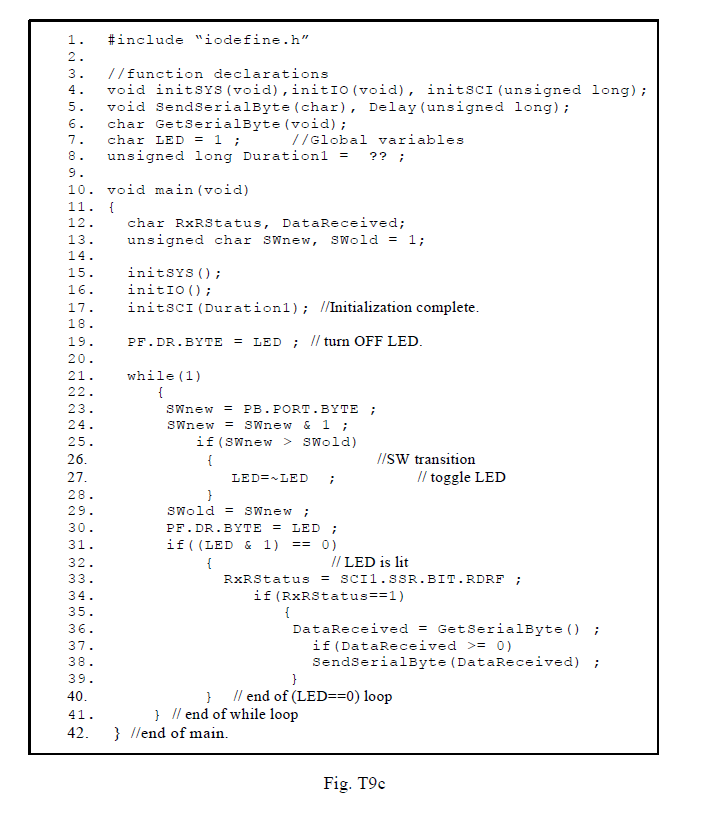 1. #include “iodefine.h”
2.
3. //function declarations
4. void initSYS(void),initIO(void), initSCI(unsigned long);
5. void SendSerialByte(char), Delay(unsigned long);
6. char GetSerialByte(void);
7. char LED = 1 ; //Global variables
8. unsigned long Duration1 = ?? ;
9.
10. void main(void)
11. {
12. char RxRStatus, DataReceived;
13. unsigned char SWnew, SWold = 1;
14.
15. initSYS();
16. initIO();
17. initSCI(Duration1); //Initialization complete.
18.
19. PF.DR.BYTE = LED ; // turn OFF LED.
20.
21. while(1)
22. {
23. SWnew = PB.PORT.BYTE ;
24. SWnew = SWnew & 1 ;
25. if(SWnew > SWold)
26. { //SW transition
27. LED=~LED ; // toggle LED
28. }
29. SWold = SWnew ;
30. PF.DR.BYTE = LED ;
31. if((LED & 1) == 0)
32. { // LED is lit
33. RxRStatus = SCI1.SSR.BIT.RDRF ;
34. if(RxRStatus==1)
35. {
36. DataReceived = GetSerialByte() ;
37. if(DataReceived >= 0)
38. SendSerialByte(DataReceived) ;
39. }
40. } // end of (LED==0) loop
41. } // end of while loop
42. } //end of main.
Fig. T9c